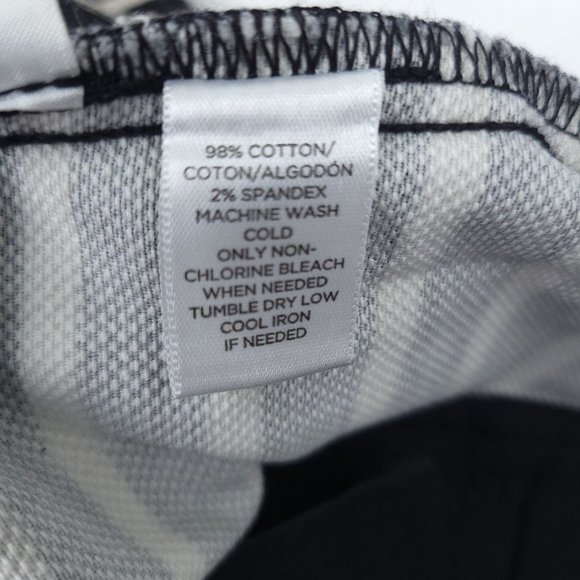 98% COTTON/
COTON/ALGODÓN
2% SPANDEX
MACHINE WASH
COLD
ONLY NON-
CHLORINE BLEACH
WHEN NEEDED
TUMBLE DRY LOW
COOL IRON
IF NEEDED